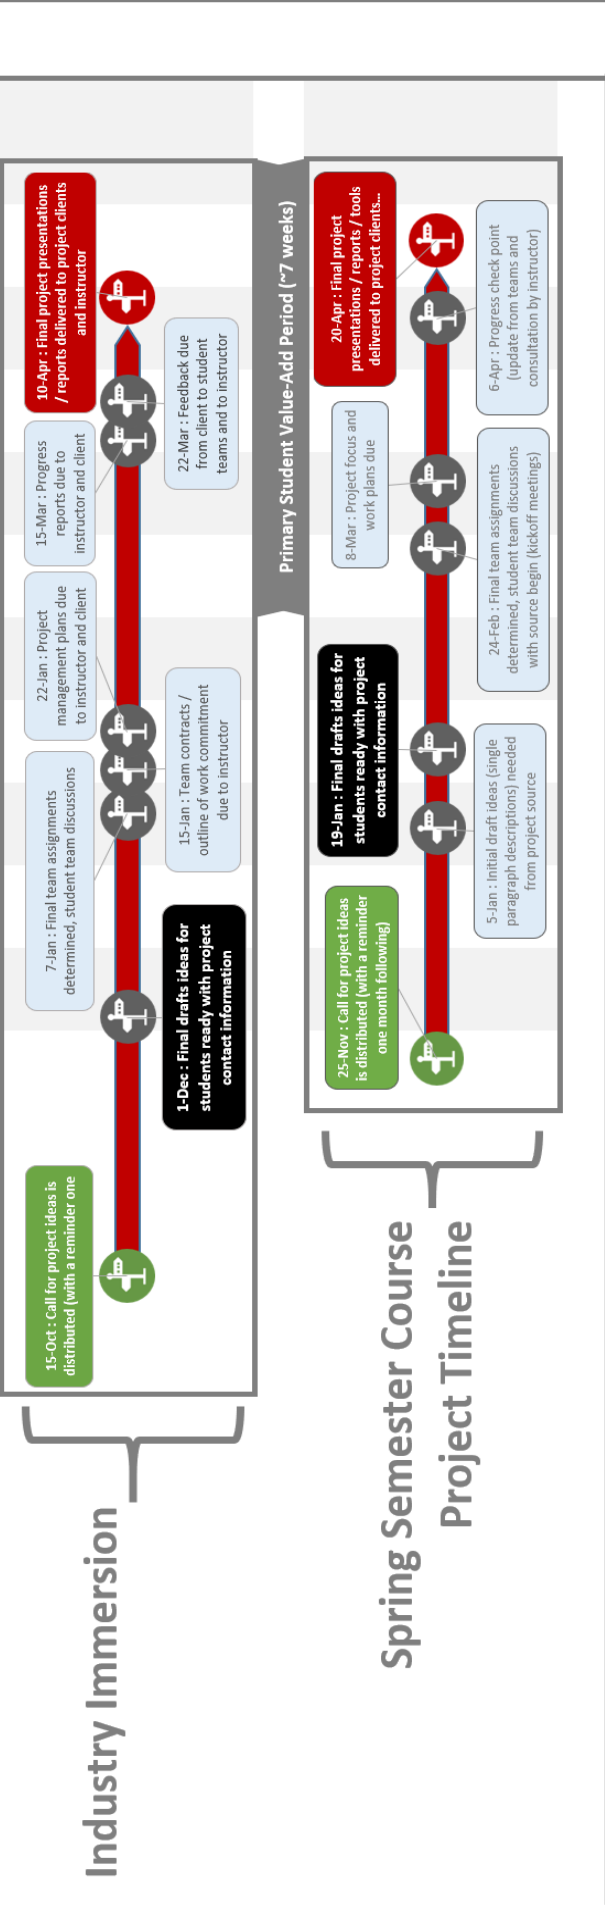 Industry Immersion
15-Oct : Call for project ideas is
distributed (with a reminder one
1-Dec : Final drafts ideas for
students ready with project
contact information
7-Jan : Final team assignments
determined, student team discussions
15-Jan : Team contracts /
outline of work commitment
due to instructor
22-Jan : Project
management plans due
to instructor and client
15-Mar : Progress
reports due to
instructor and client
22-Mar : Feedback due
from client to student
teams and to instructor
10-Apr : Final project presentations
/ reports delivered to project clients
and instructor
Primary Student Value-Add Period (~7 weeks)
Spring Semester Course
Project Timeline
25-Nov : Call for project ideas
is distributed (with a reminder
one month following)
5-Jan : Initial draft ideas (single
paragraph descriptions) needed
from project source
19-Jan : Final drafts ideas for
students ready with project
contact information
24-Feb : Final team assignments
determined, student team discussions
with source begin (kickoff meetings)
8-Mar : Project focus and
work plans due
6-Apr : Progress check point
(update from teams and
consultation by instructor)
20-Apr : Final project
presentations / reports / tools
delivered to project clients...